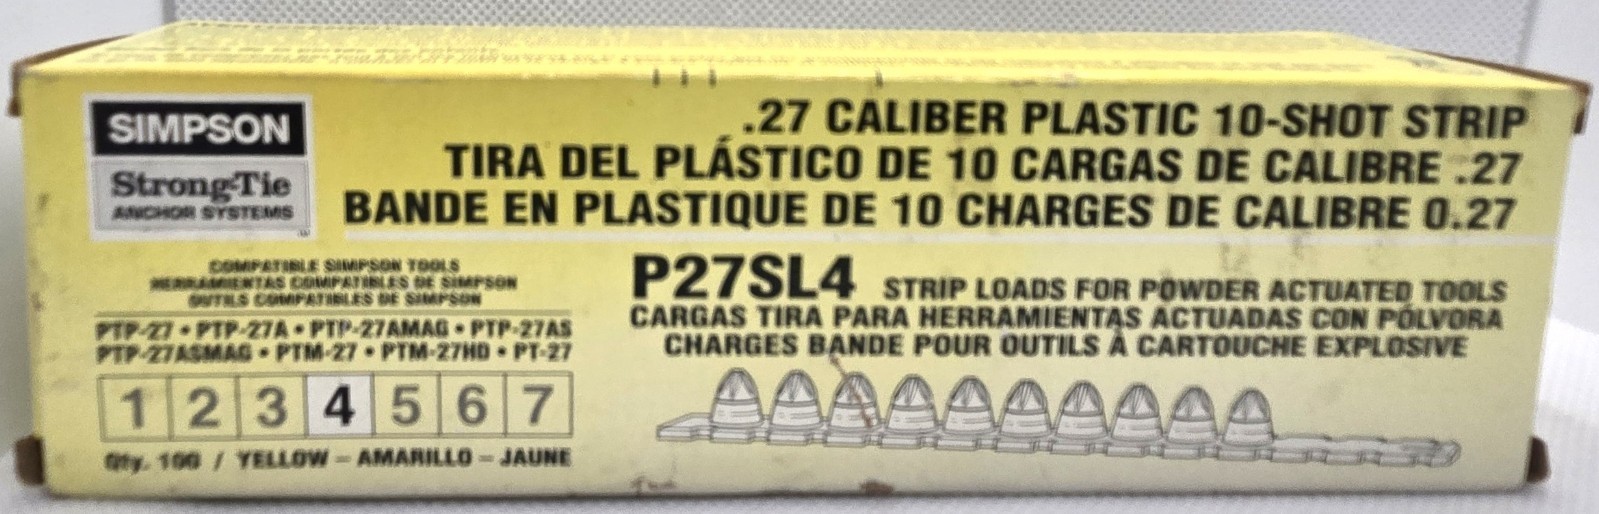 SIMPSON
Strong-Tie
ANCHOR SYSTEMS
.27 CALIBER PLASTIC 10-SHOT STRIP
TIRA DEL PLÁSTICO DE 10 CARGAS DE CALIBRE .27
BANDE EN PLASTIQUE DE 10 CHARGES DE CALIBRE 0.27
COMPATIBLE SIMPSON TOOLS
HERRAMIENTAS COMPATIBLES DE SIMPSON
OUTILS COMPATIBLES DE SIMPSON
PTP-27 • PTP-27A • PTP-27AMAG • PTP-27AS
PTP-27ASMAG • PTM-27 • PTM-27HD • PT-27
1 2 3 4 5 6 7
Qty. 100 / YELLOW – AMARILLO – JAUNE
P27SL4 STRIP LOADS FOR POWDER ACTUATED TOOLS
CARGAS TIRA PARA HERRAMIENTAS ACTUADAS CON PÓLVORA
CHARGES BANDE POUR OUTILS À CARTOUCHE EXPLOSIVE